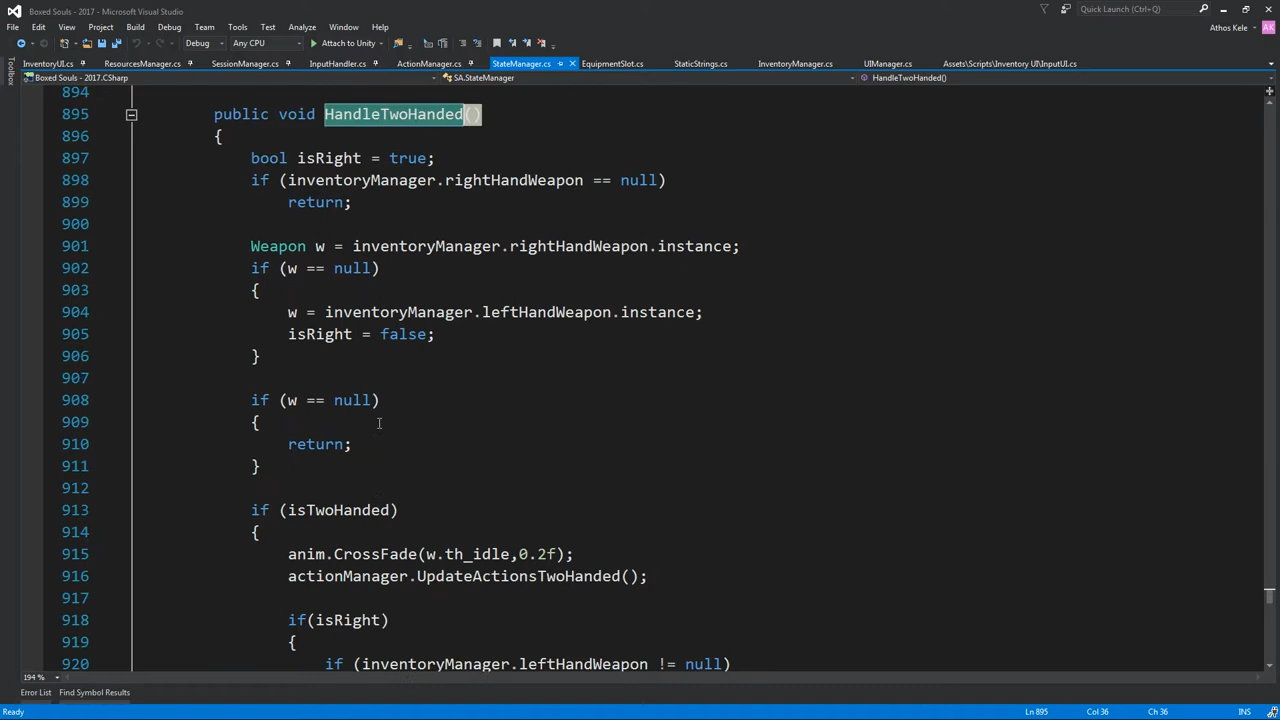 Boxed Souls - 2017 - Microsoft Visual Studio
Quick Launch (Ctrl+Q)
File Edit View Project Build Debug Team Tools Test Analyze Window Help
Athos Kele AK
Debug Any CPU Attach to Unity
InventoryUI.cs ResourcesManager.cs SessionManager.cs InputHandler.cs ActionManager.cs StateManager.cs EquipmentSlot.cs StaticStrings.cs InventoryManager.cs UIManager.cs Assets\Scripts\Inventory UI\InputUI.cs
Boxed Souls - 2017.CSharp SA.StateManager HandleTwoHanded()
Toolbox
894
895 public void HandleTwoHanded()
896 {
897 bool isRight = true;
898 if (inventoryManager.rightHandWeapon == null)
899 return;
900
901 Weapon w = inventoryManager.rightHandWeapon.instance;
902 if (w == null)
903 {
904 w = inventoryManager.leftHandWeapon.instance;
905 isRight = false;
906 }
907
908 if (w == null)
909 {
910 return;
911 }
912
913 if (isTwoHanded)
914 {
915 anim.CrossFade(w.th_idle,0.2f);
916 actionManager.UpdateActionsTwoHanded();
917
918 if(isRight)
919 {
920 if (inventoryManager.leftHandWeapon != null)
194 %
Error List Find Symbol Results
Ready Ln 895 Col 36 Ch 36 INS